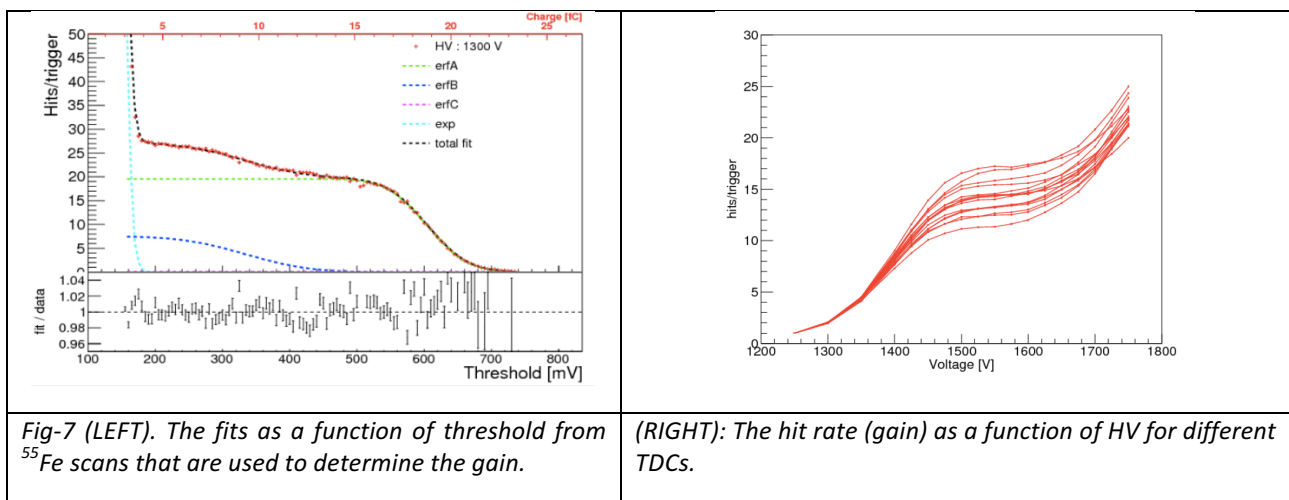 Charge [fC]
5 10 15 20 25
Hits/trigger
50
45
40
35
30
25
20
15
10
5
0
HV : 1300 V
erfA
erfB
erfC
exp
total fit
fit / data
1.04
1.02
1
0.98
0.96
100 200 300 400 500 600 700 800
Threshold [mV]
hits/trigger
30
25
20
15
10
5
0
1200 1300 1400 1500 1600 1700 1800
Voltage [V]
Fig-7 (LEFT). The fits as a function of threshold from
55Fe scans that are used to determine the gain.
(RIGHT): The hit rate (gain) as a function of HV for different
TDCs.